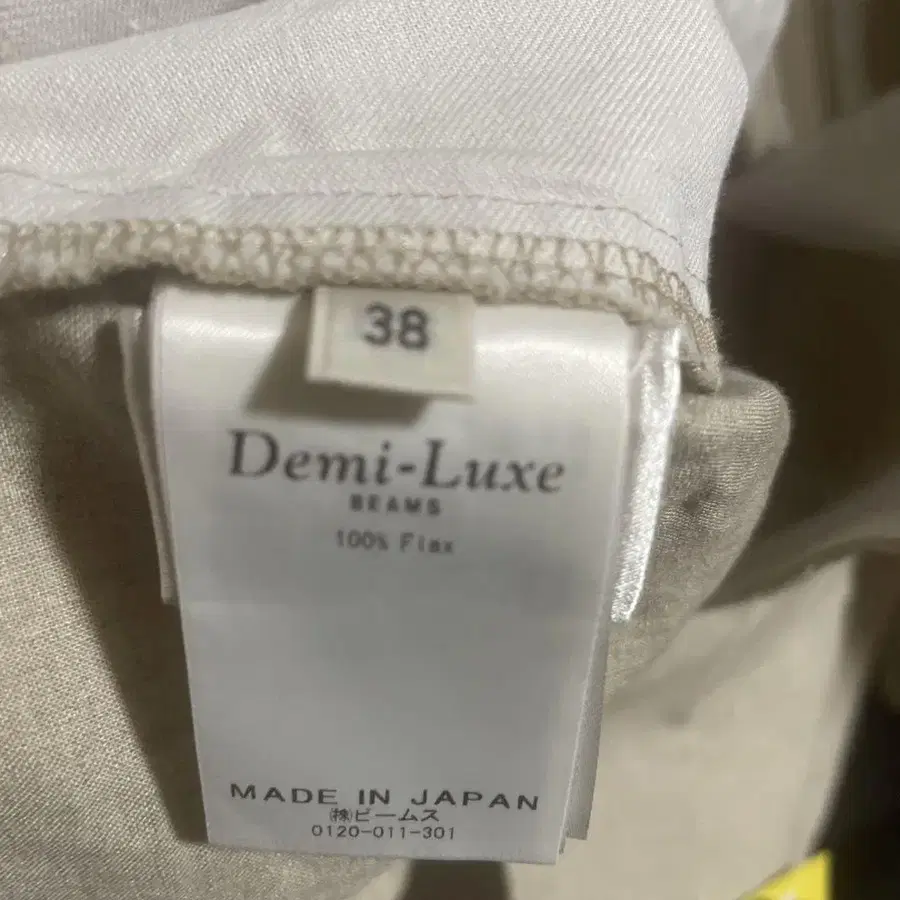 38
Demi-Luxe
BEAMS
100% Flax
MADE IN JAPAN
㈱ビームス
0120-011-301